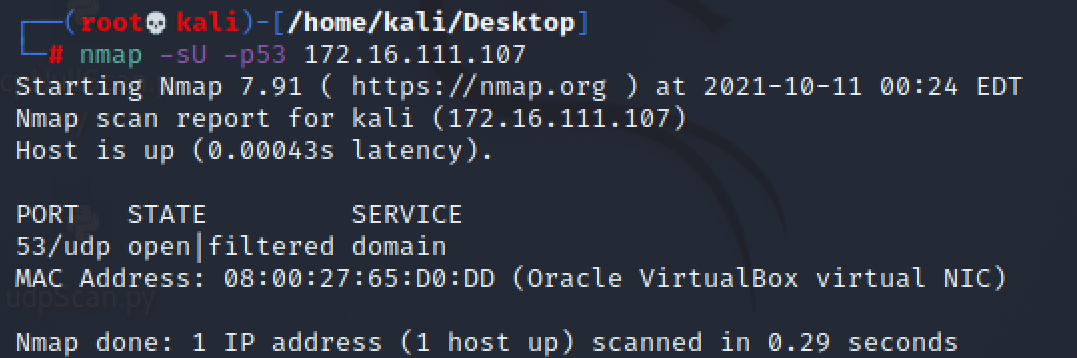 ┌──(root💀kali)-[/home/kali/Desktop]
└─# nmap -sU -p53 172.16.111.107
Starting Nmap 7.91 ( https://nmap.org ) at 2021-10-11 00:24 EDT
Nmap scan report for kali (172.16.111.107)
Host is up (0.00043s latency).
PORT   STATE         SERVICE
53/udp open|filtered domain
MAC Address: 08:00:27:65:D0:DD (Oracle VirtualBox virtual NIC)
udpScan.py
Nmap done: 1 IP address (1 host up) scanned in 0.29 seconds